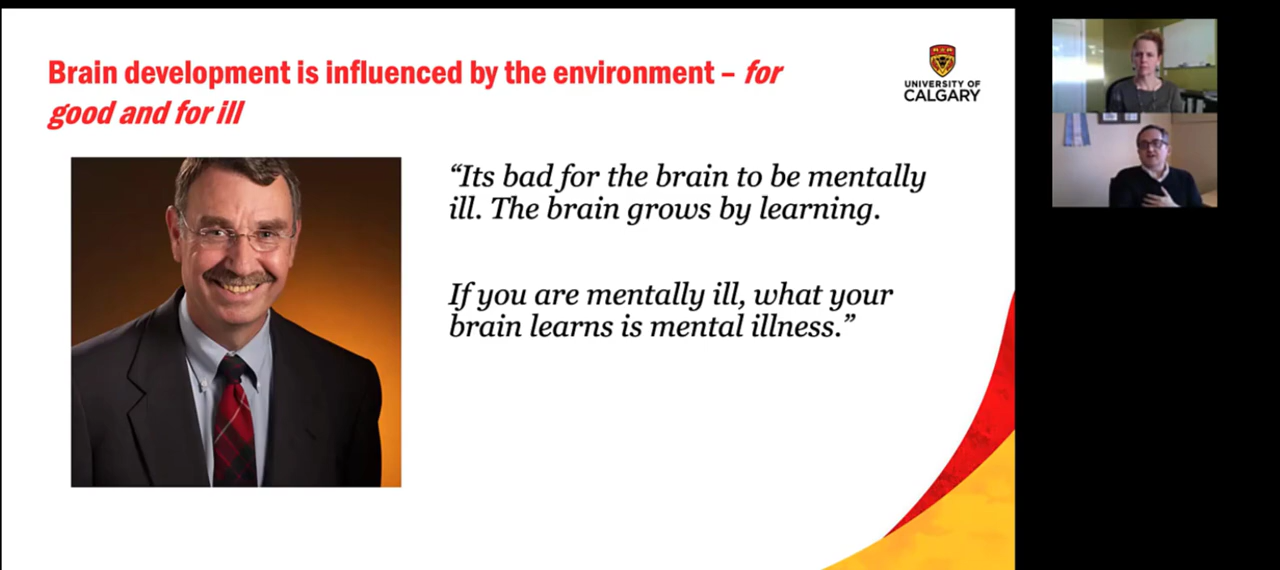 Brain development is influenced by the environment – for
good and for ill
UNIVERSITY OF
CALGARY
“Its bad for the brain to be mentally
ill. The brain grows by learning.
If you are mentally ill, what your
brain learns is mental illness.”